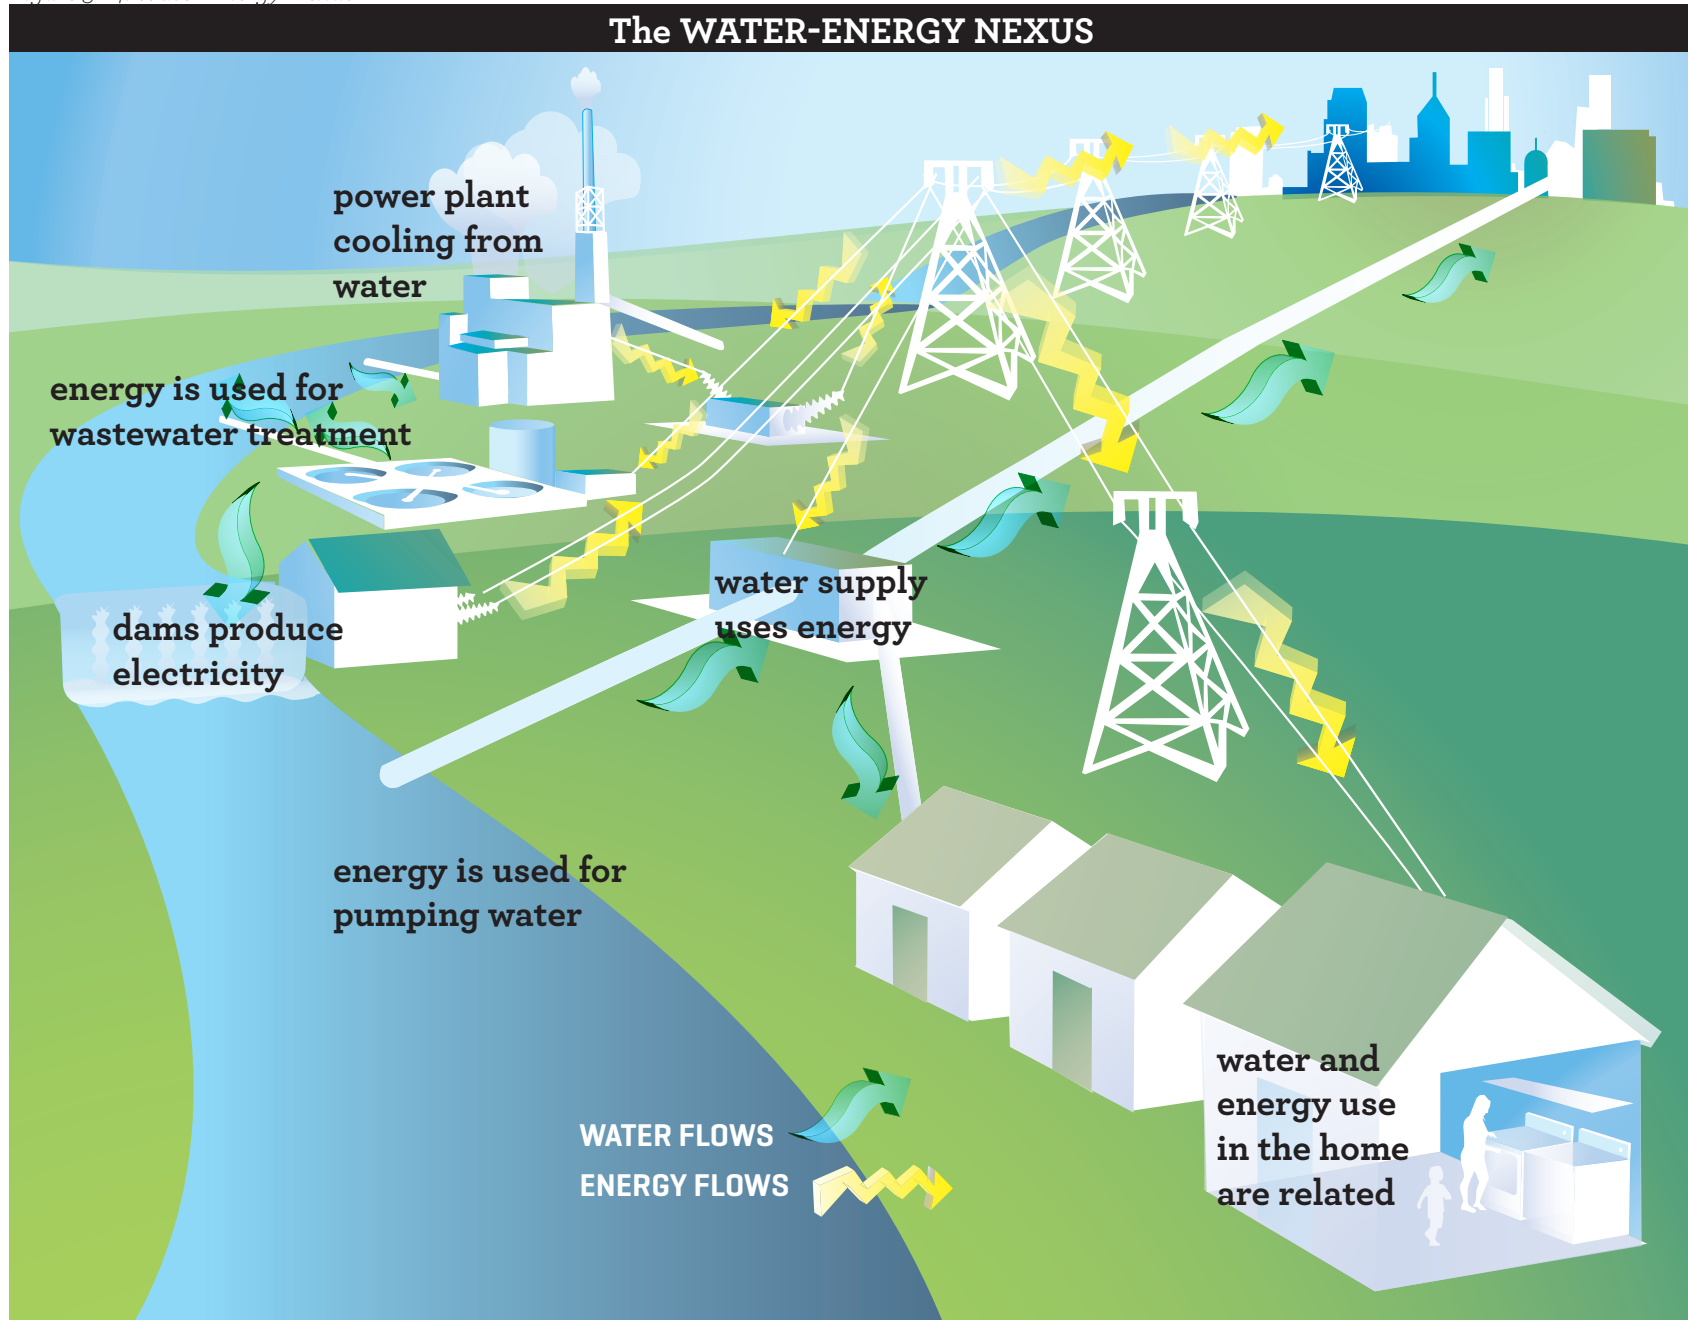 The WATER-ENERGY NEXUS
power plant
cooling from
water
energy is used for
wastewater treatment
dams produce
electricity
water supply
uses energy
energy is used for
pumping water
water and
energy use
in the home
are related
WATER FLOWS
ENERGY FLOWS